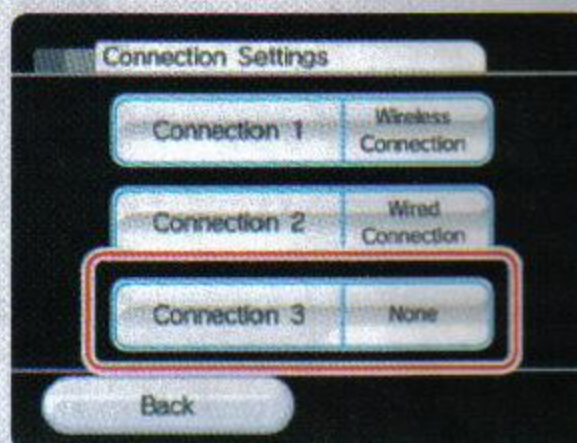 Connection Settings
Connection 1
Wireless
Connection
Connection 2
Wired
Connection
Connection 3
None
Back